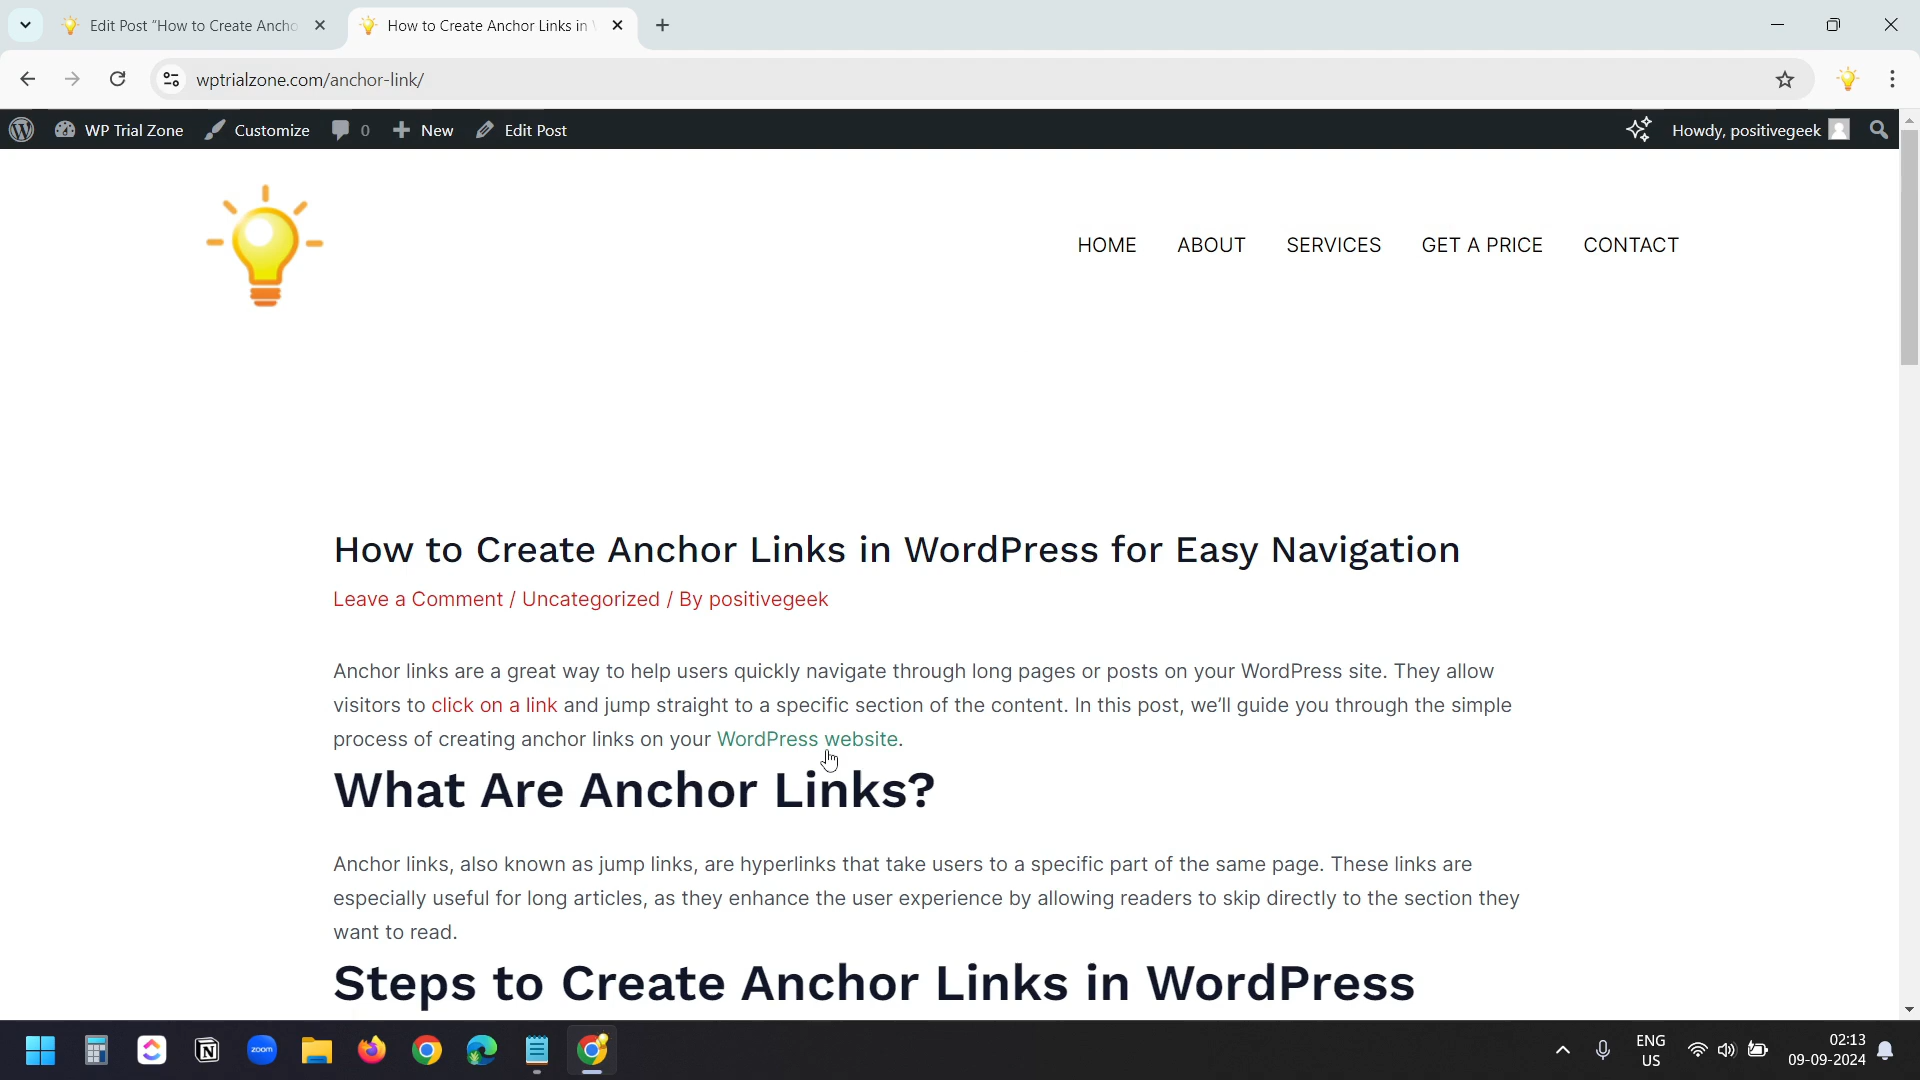 Edit Post "How to Create Ancho
How to Create Anchor Links in
wptrialzone.com/anchor-link/
WP Trial Zone
Customize
0
New
Edit Post
Howdy, positivegeek
HOME
ABOUT
SERVICES
GET A PRICE
CONTACT
How to Create Anchor Links in WordPress for Easy Navigation
Leave a Comment / Uncategorized / By positivegeek
Anchor links are a great way to help users quickly navigate through long pages or posts on your WordPress site. They allow
visitors to click on a link and jump straight to a specific section of the content. In this post, we'll guide you through the simple
process of creating anchor links on your WordPress website.
What Are Anchor Links?
Anchor links, also known as jump links, are hyperlinks that take users to a specific part of the same page. These links are
especially useful for long articles, as they enhance the user experience by allowing readers to skip directly to the section they
want to read.
Steps to Create Anchor Links in WordPress
zoom
ENG
US
02:13
09-09-2024